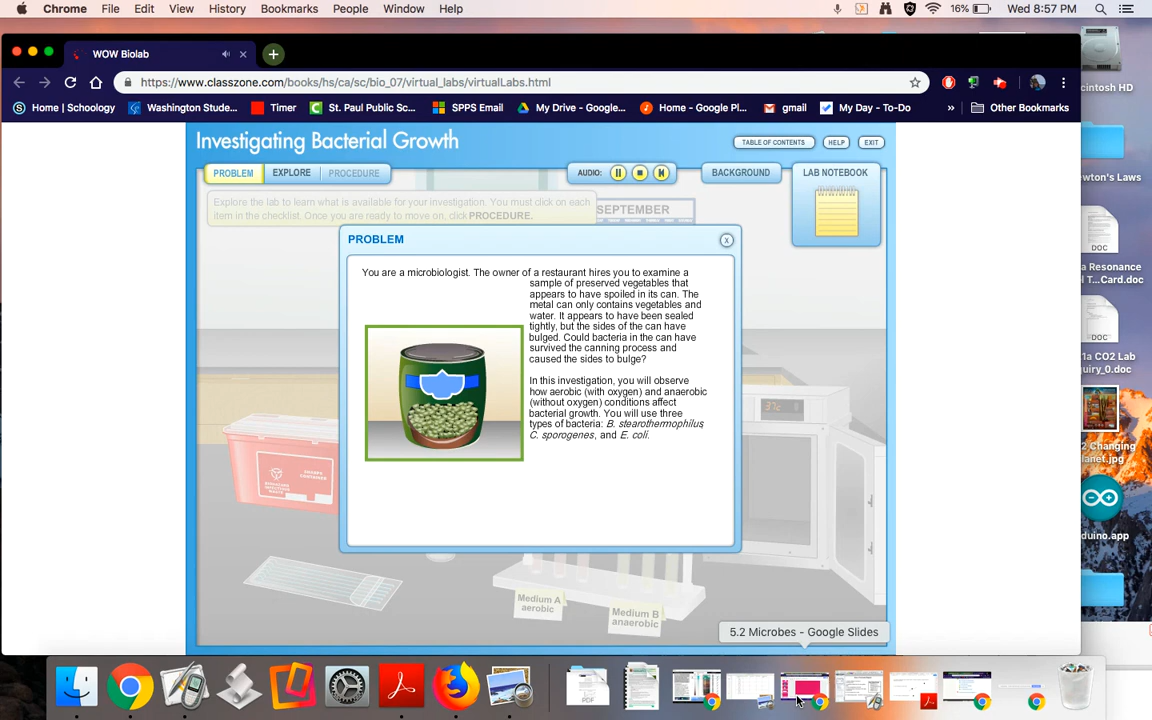 Chrome File Edit View History Bookmarks People Window Help 16% Wed 8:57 PM
WOW Biolab
https://www.classzone.com/books/hs/ca/sc/bio_07/virtual_labs/virtualLabs.html
Home | Schoology Washington Stude... Timer St. Paul Public Sc... SPPS Email My Drive - Google... Home - Google Pl... gmail My Day - To-Do » Other Bookmarks
cintosh HD
Investigating Bacterial Growth
TABLE OF CONTENTS HELP EXIT
PROBLEM EXPLORE PROCEDURE AUDIO: BACKGROUND LAB NOTEBOOK
Explore the lab to learn what is available for your investigation. You must click on each
item in the checklist. Once you are ready to move on, click PROCEDURE.
SEPTEMBER
PROBLEM
X
You are a microbiologist. The owner of a restaurant hires you to examine a
sample of preserved vegetables that
appears to have spoiled in its can. The
metal can only contains vegetables and
water. It appears to have been sealed
tightly, but the sides of the can have
bulged. Could bacteria in the can have
survived the canning process and
caused the sides to bulge?
In this investigation, you will observe
how aerobic (with oxygen) and anaerobic
(without oxygen) conditions affect
bacterial growth. You will use three
types of bacteria: B. stearothermophilus
C. sporogenes, and E. coli.
37c
SHARPS
CONTAINER
Medium A
aerobic
Medium B
anaerobic
wton's Laws
DOC
a Resonance
n T...Card.doc
DOC
1a CO2 Lab
quiry_0.doc
2 Changing
lanet.jpg
duino.app
5.2 Microbes - Google Slides
PDF